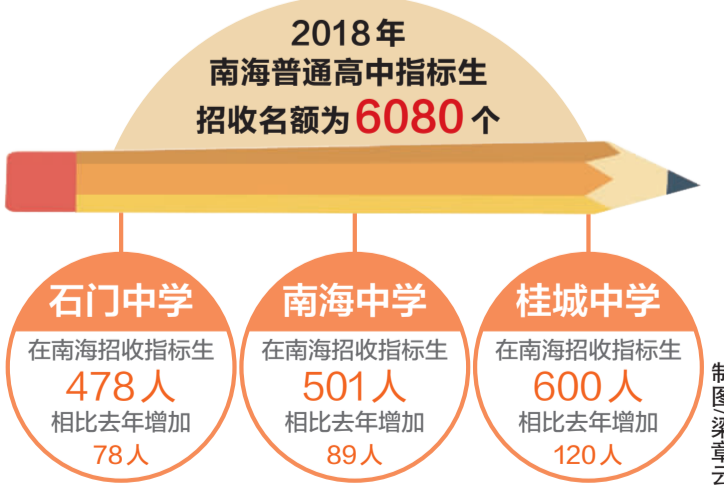 2018年
南海普通高中指标生
招收名额为6080个
石门中学
在南海招收指标生
478人
相比去年增加
78人
南海中学
在南海招收指标生
501人
相比去年增加
89人
桂城中学
在南海招收指标生
600人
相比去年增加
120人
制图/梁章云